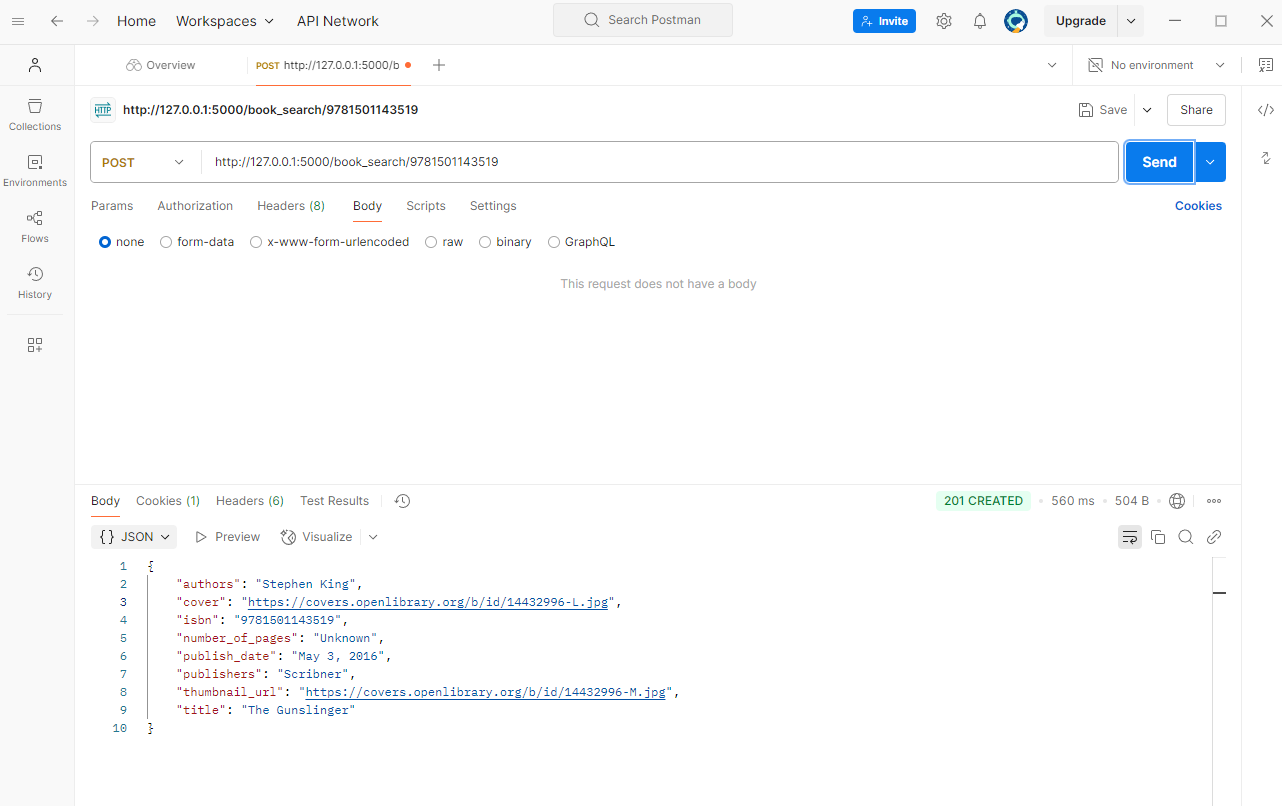 Home Workspaces API Network Search Postman Invite Upgrade
Overview POST http://127.0.0.1:5000/b No environment
HTTP http://127.0.0.1:5000/book_search/9781501143519 Save Share
Collections
POST http://127.0.0.1:5000/book_search/9781501143519 Send
Environments
Params Authorization Headers (8) Body Scripts Settings Cookies
Flows
none form-data x-www-form-urlencoded raw binary GraphQL
This request does not have a body
History
Body Cookies (1) Headers (6) Test Results 201 CREATED 560 ms 504 B
{} JSON Preview Visualize
1 {
2 "authors": "Stephen King",
3 "cover": "https://covers.openlibrary.org/b/id/14432996-L.jpg",
4 "isbn": "9781501143519",
5 "number_of_pages": "Unknown",
6 "publish_date": "May 3, 2016",
7 "publishers": "Scribner",
8 "thumbnail_url": "https://covers.openlibrary.org/b/id/14432996-M.jpg",
9 "title": "The Gunslinger"
10 }